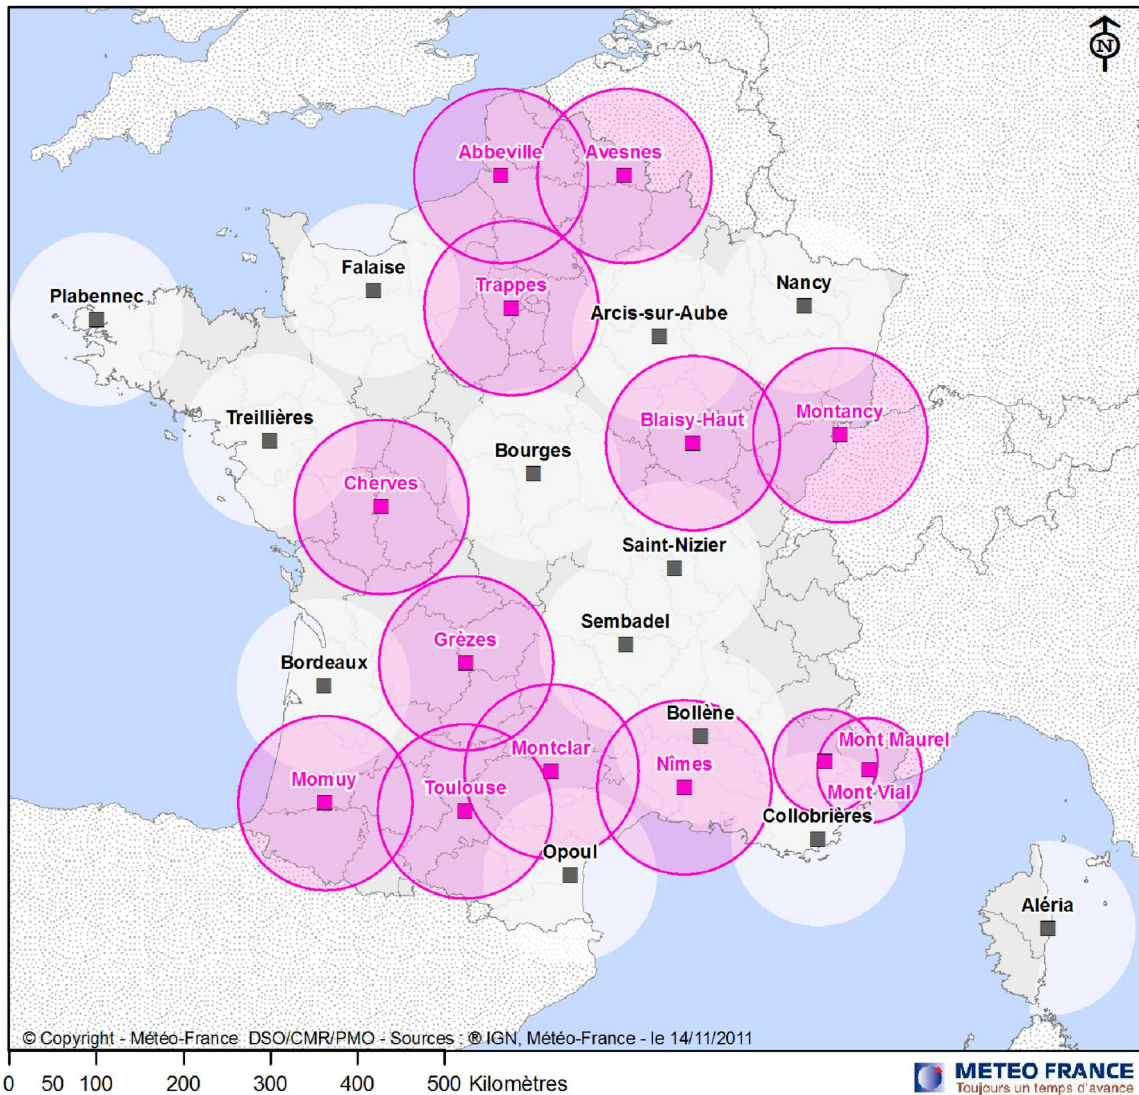 N
Abbeville
Avesnes
Falaise
Trappes
Nancy
Plabennec
Arcis-sur-Aube
Treillières
Blaisy-Haut
Montancy
Bourges
Cherves
Saint-Nizier
Sembadel
Grèzes
Bordeaux
Bollène
Mont Maurel
Montclar
Momuy
Toulouse
Nîmes
Mont Vial
Collobrières
Opoul
Aléria
© Copyright - Météo-France DSO/CMR/PMO - Sources : ® IGN, Météo-France - le 14/11/2011
0 50 100 200 300 400 500 Kilomètres
METEO FRANCE
Toujours un temps d'avance